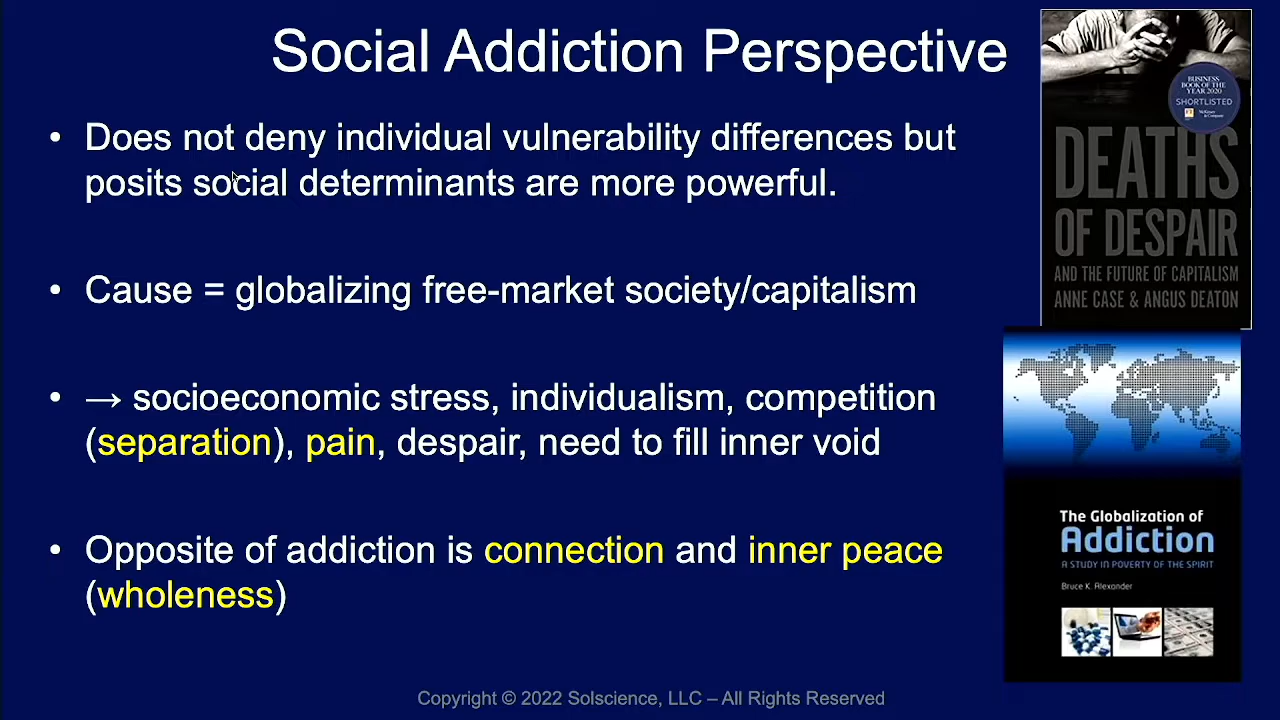 Social Addiction Perspective
• Does not deny individual vulnerability differences but
posits social determinants are more powerful.
• Cause = globalizing free-market society/capitalism
• → socioeconomic stress, individualism, competition
(separation), pain, despair, need to fill inner void
• Opposite of addiction is connection and inner peace
(wholeness)
BUSINESS
BOOK OF THE
YEAR 2020
SHORTLISTED
FT
McKinsey
& Company
DEATHS
OF DESPAIR
AND THE FUTURE OF CAPITALISM
ANNE CASE & ANGUS DEATON
The Globalization of
Addiction
A STUDY IN POVERTY OF THE SPIRIT
Bruce K. Alexander
Copyright © 2022 Solscience, LLC – All Rights Reserved